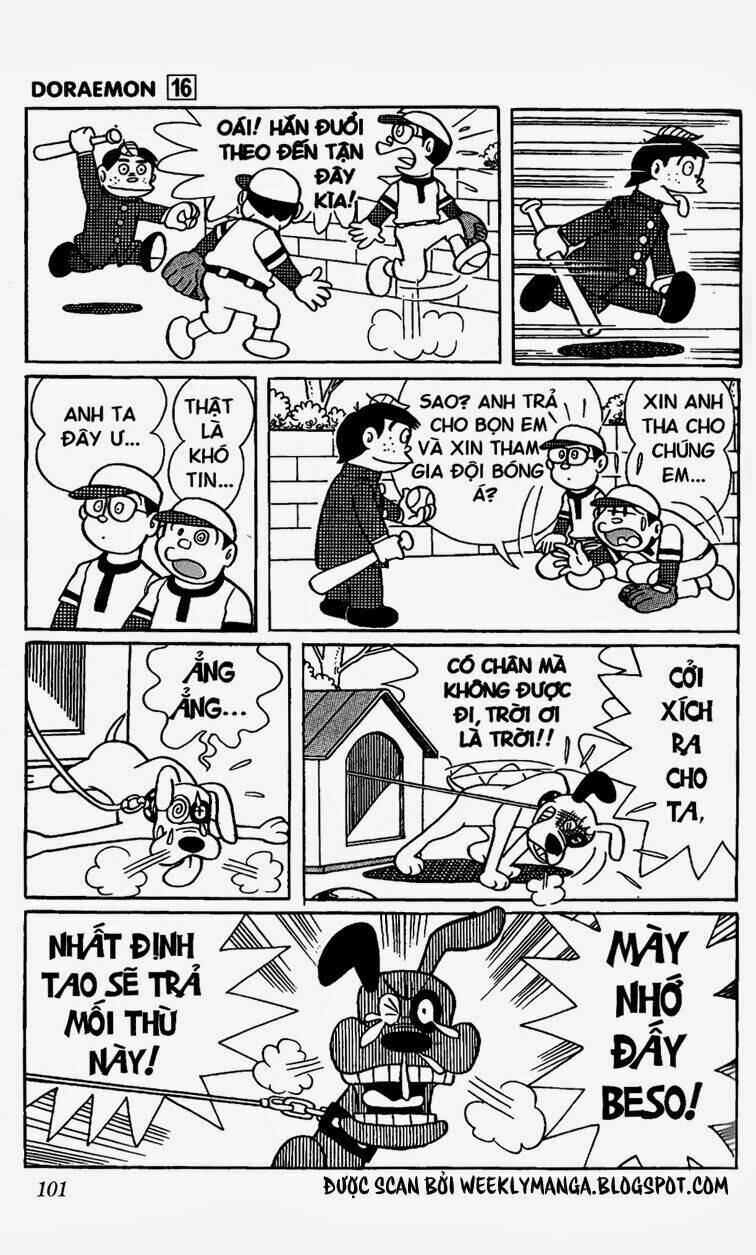 DORAEMON 16
OÁI! HẮN ĐUỔI
THEO ĐẾN TẬN
ĐÂY
KÌA!
ANH TA
ĐÂY Ư...
THẬT
LÀ
KHÓ
TIN...
SAO? ANH TRẢ
CHO BỌN EM
VÀ XIN THAM
GIA ĐỘI BÓNG
Á?
XIN ANH
THA CHO
CHÚNG
EM...
ẲNG
ẲNG...
CÓ CHÂN MÀ
KHÔNG ĐƯỢC
ĐI, TRỜI ƠI
LÀ TRỜI!!
CỞI
XÍCH
RA
CHO
TA,
NHẤT ĐỊNH
TAO SẼ TRẢ
MỐI THÙ
NÀY!
MÀY
NHỚ
ĐẤY
BESO!
101
ĐƯỢC SCAN BỞI WEEKLYMANGA.BLOGSPOT.COM